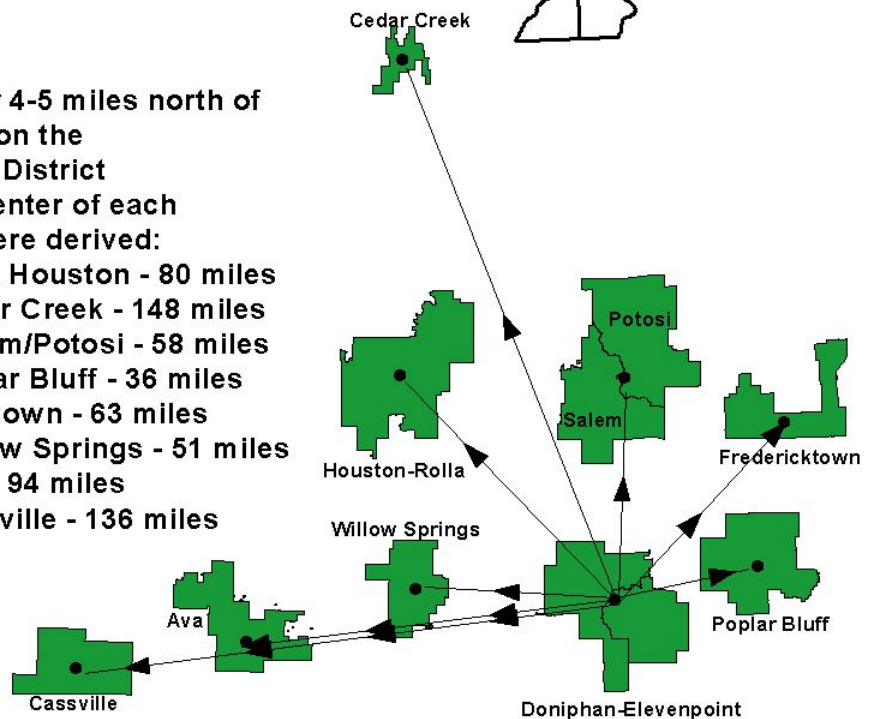 Cedar Creek
4-5 miles north of
on the
District
enter of each
ere derived:
Houston - 80 miles
r Creek - 148 miles
m/Potosi - 58 miles
ar Bluff - 36 miles
town - 63 miles
w Springs - 51 miles
94 miles
ville - 136 miles
Potosi
Salem
Fredericktown
Houston-Rolla
Willow Springs
Ava
Poplar Bluff
Cassville
Doniphan-Elevenpoint